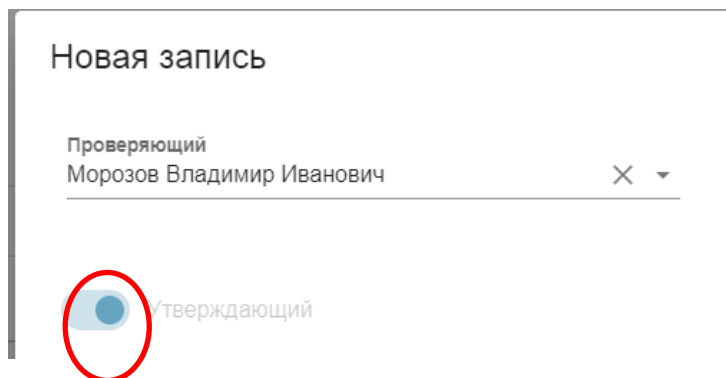 Новая запись
Проверяющий
Морозов Владимир Иванович
Утверждающий